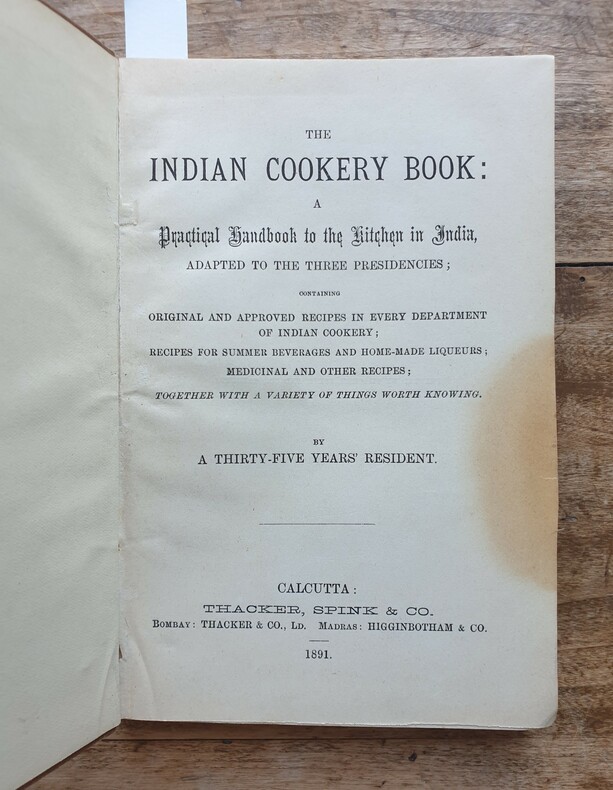 THE
INDIAN COOKERY BOOK:
A
Practical Handbook to the Kitchen in India,
ADAPTED TO THE THREE PRESIDENCIES;
CONTAINING
ORIGINAL AND APPROVED RECIPES IN EVERY DEPARTMENT
OF INDIAN COOKERY;
RECIPES FOR SUMMER BEVERAGES AND HOME-MADE LIQUEURS;
MEDICINAL AND OTHER RECIPES;
TOGETHER WITH A VARIETY OF THINGS WORTH KNOWING.
BY
A THIRTY-FIVE YEARS' RESIDENT.
CALCUTTA:
THACKER, SPINK & CO.
BOMBAY: THACKER & CO., LD. MADRAS: HIGGINBOTHAM & CO.
1891.